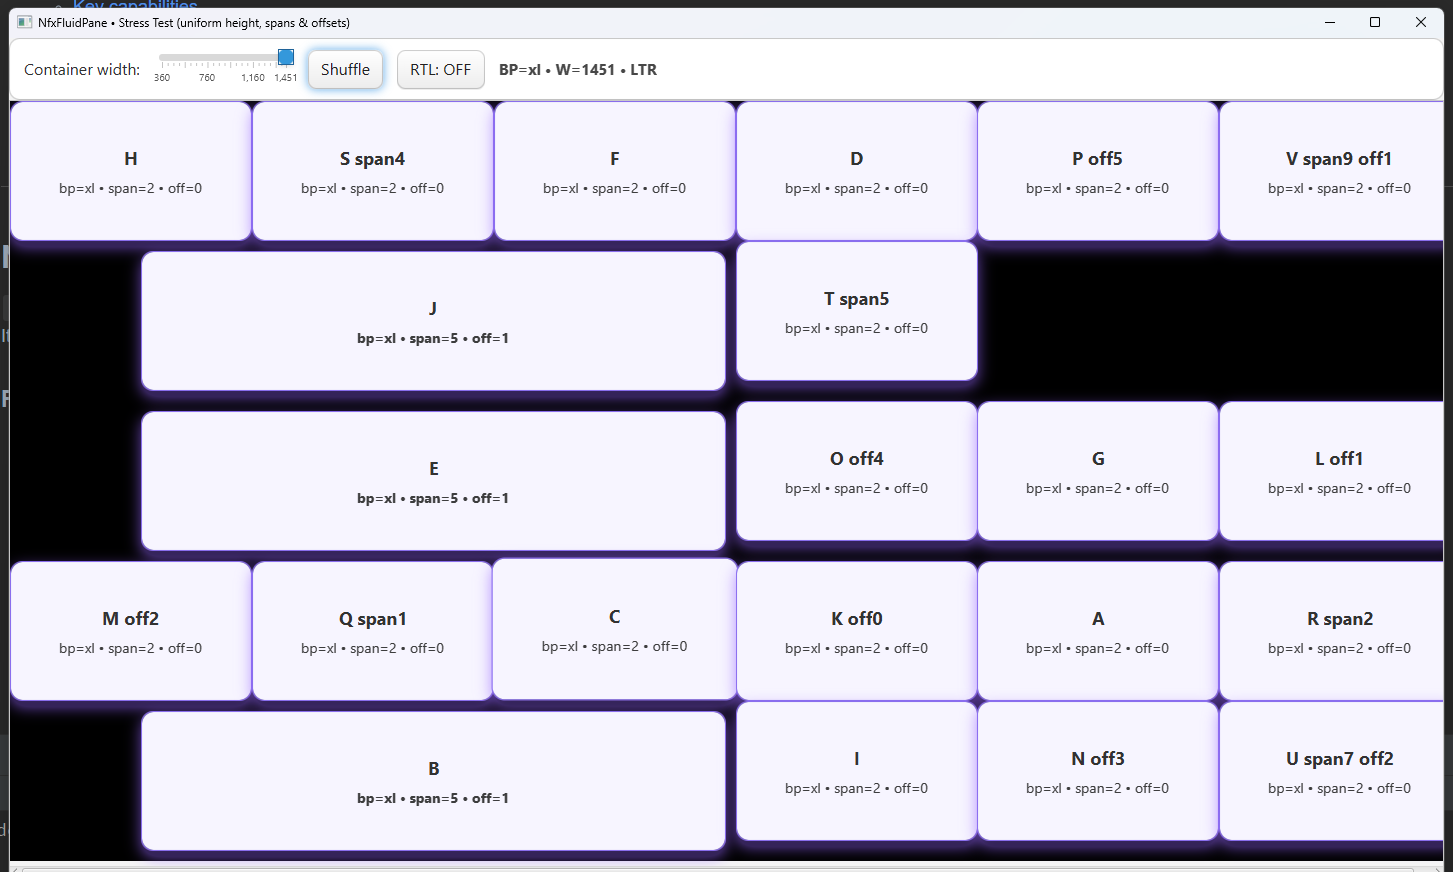 Key capabilities
NfxFluidPane • Stress Test (uniform height, spans & offsets)
Container width:
360 760 1,160 1,451
Shuffle
RTL: OFF
BP=xl • W=1451 • LTR
H
bp=xl • span=2 • off=0
S span4
bp=xl • span=2 • off=0
F
bp=xl • span=2 • off=0
D
bp=xl • span=2 • off=0
P off5
bp=xl • span=2 • off=0
V span9 off1
bp=xl • span=2 • off=0
J
bp=xl • span=5 • off=1
T span5
bp=xl • span=2 • off=0
E
bp=xl • span=5 • off=1
O off4
bp=xl • span=2 • off=0
G
bp=xl • span=2 • off=0
L off1
bp=xl • span=2 • off=0
M off2
bp=xl • span=2 • off=0
Q span1
bp=xl • span=2 • off=0
C
bp=xl • span=2 • off=0
K off0
bp=xl • span=2 • off=0
A
bp=xl • span=2 • off=0
R span2
bp=xl • span=2 • off=0
B
bp=xl • span=5 • off=1
I
bp=xl • span=2 • off=0
N off3
bp=xl • span=2 • off=0
U span7 off2
bp=xl • span=2 • off=0